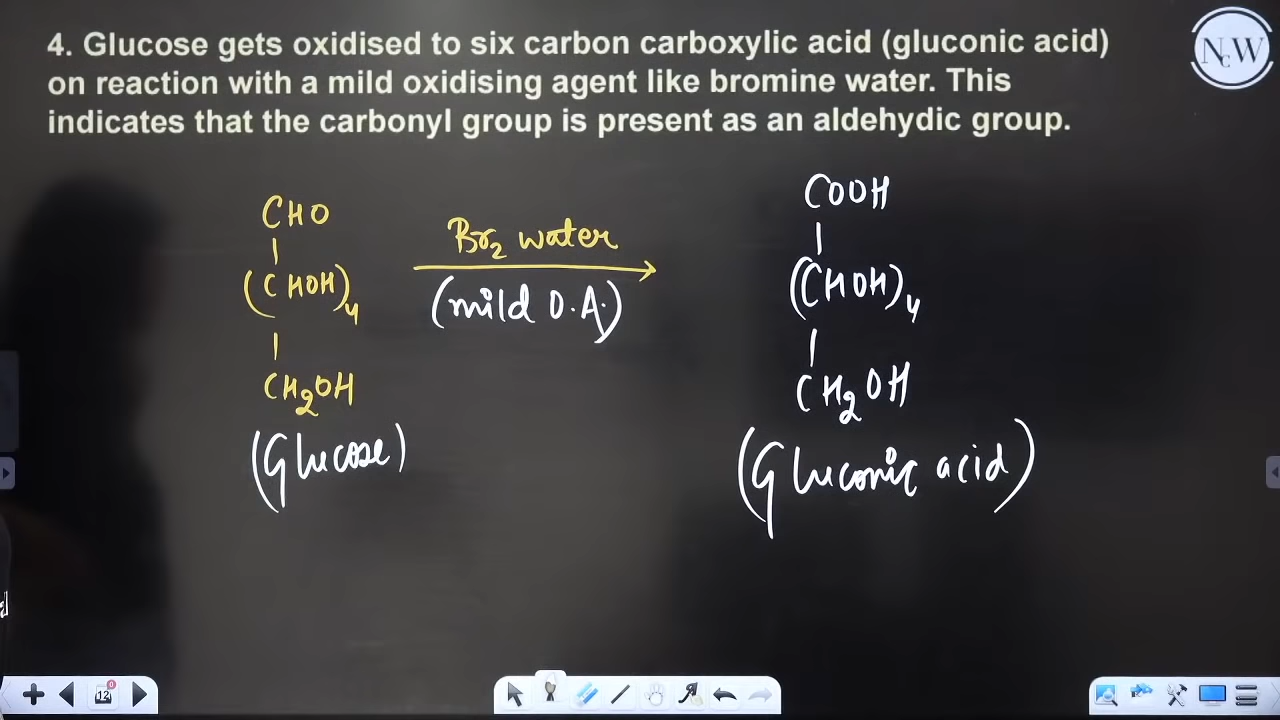 4. Glucose gets oxidised to six carbon carboxylic acid (gluconic acid)
on reaction with a mild oxidising agent like bromine water. This
indicates that the carbonyl group is present as an aldehydic group.
NcW
CHO
(CHOH)4
CH2OH
(Glucose)
Br2 water
(mild O.A.)
COOH
(CHOH)4
CH2OH
(Gluconic acid)
12